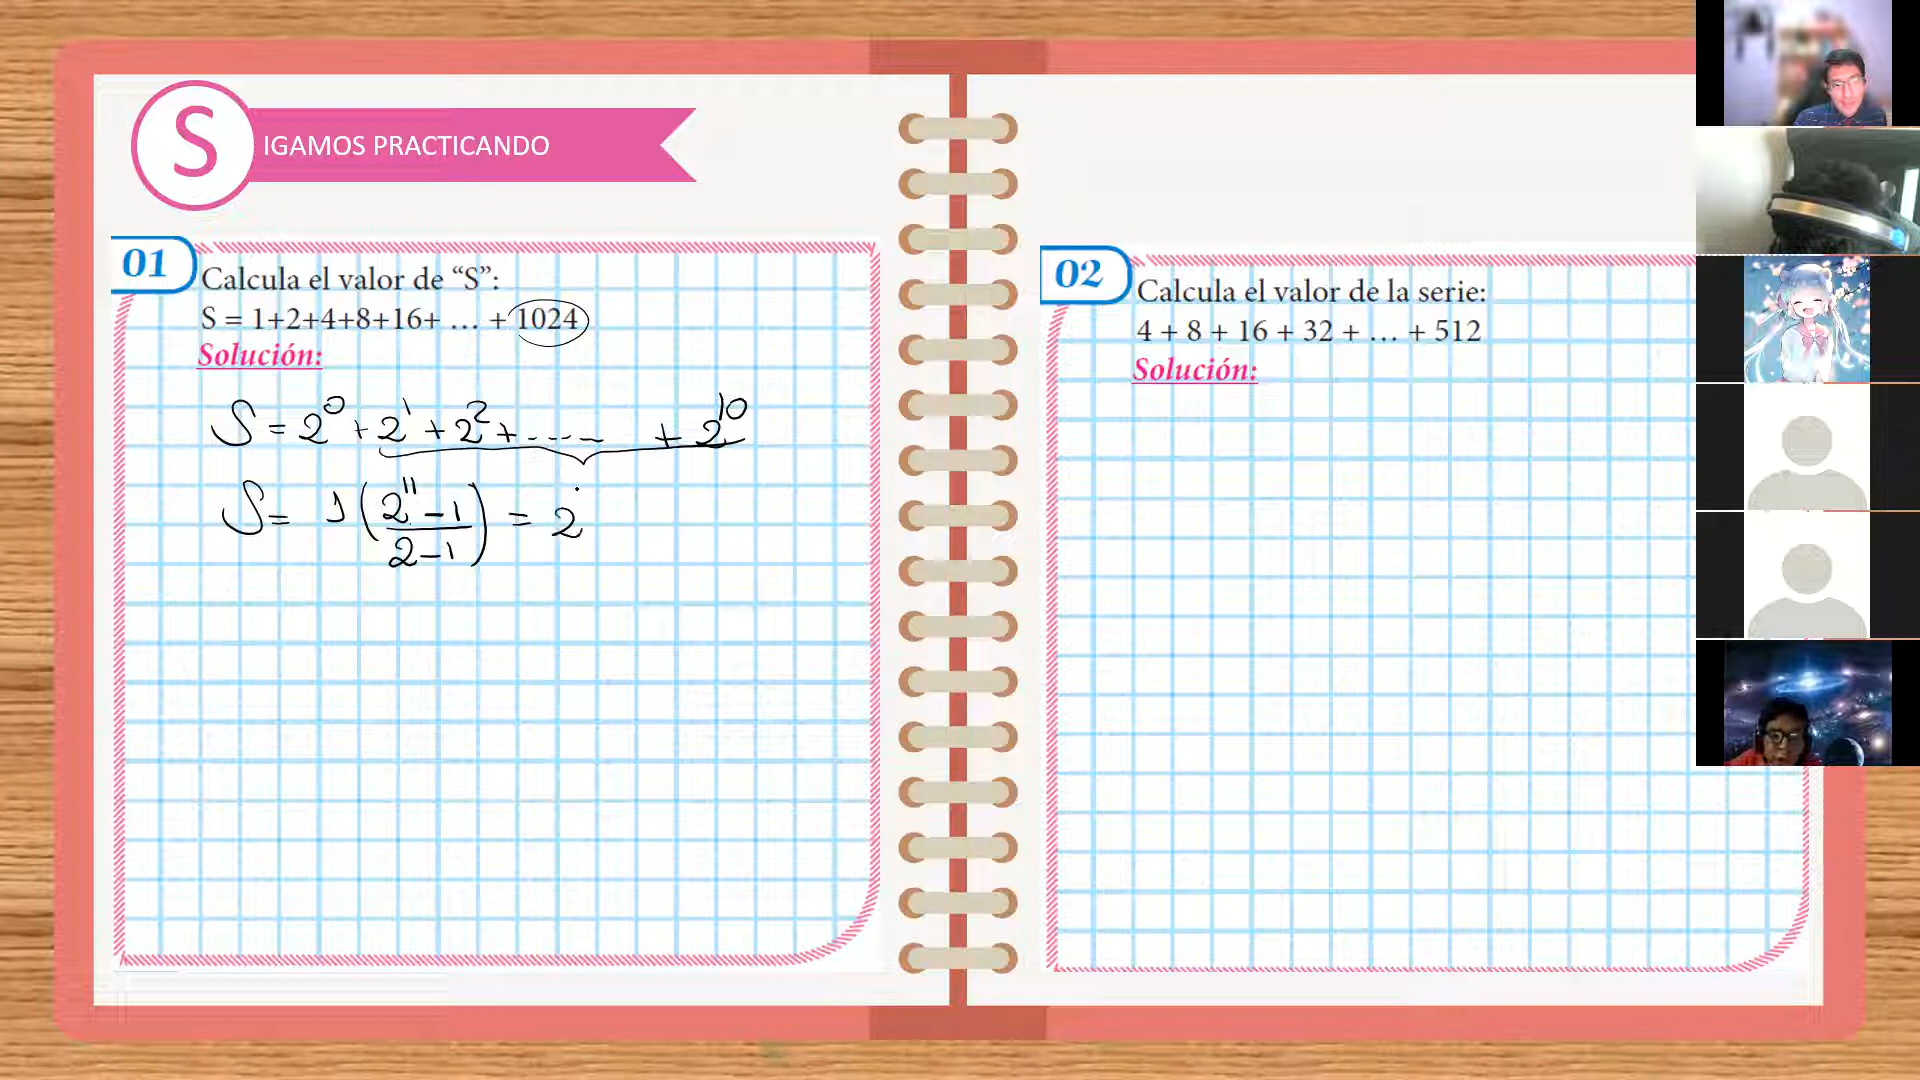 SIGAMOS PRACTICANDO
01
Calcula el valor de “S”:
S = 1+2+4+8+16+ … + 1024
Solución:
S = 2⁰ + 2¹ + 2² + ---- + 2¹⁰
S = 1 (2¹¹ - 1 / 2 - 1) = 2
02
Calcula el valor de la serie:
4 + 8 + 16 + 32 + … + 512
Solución: